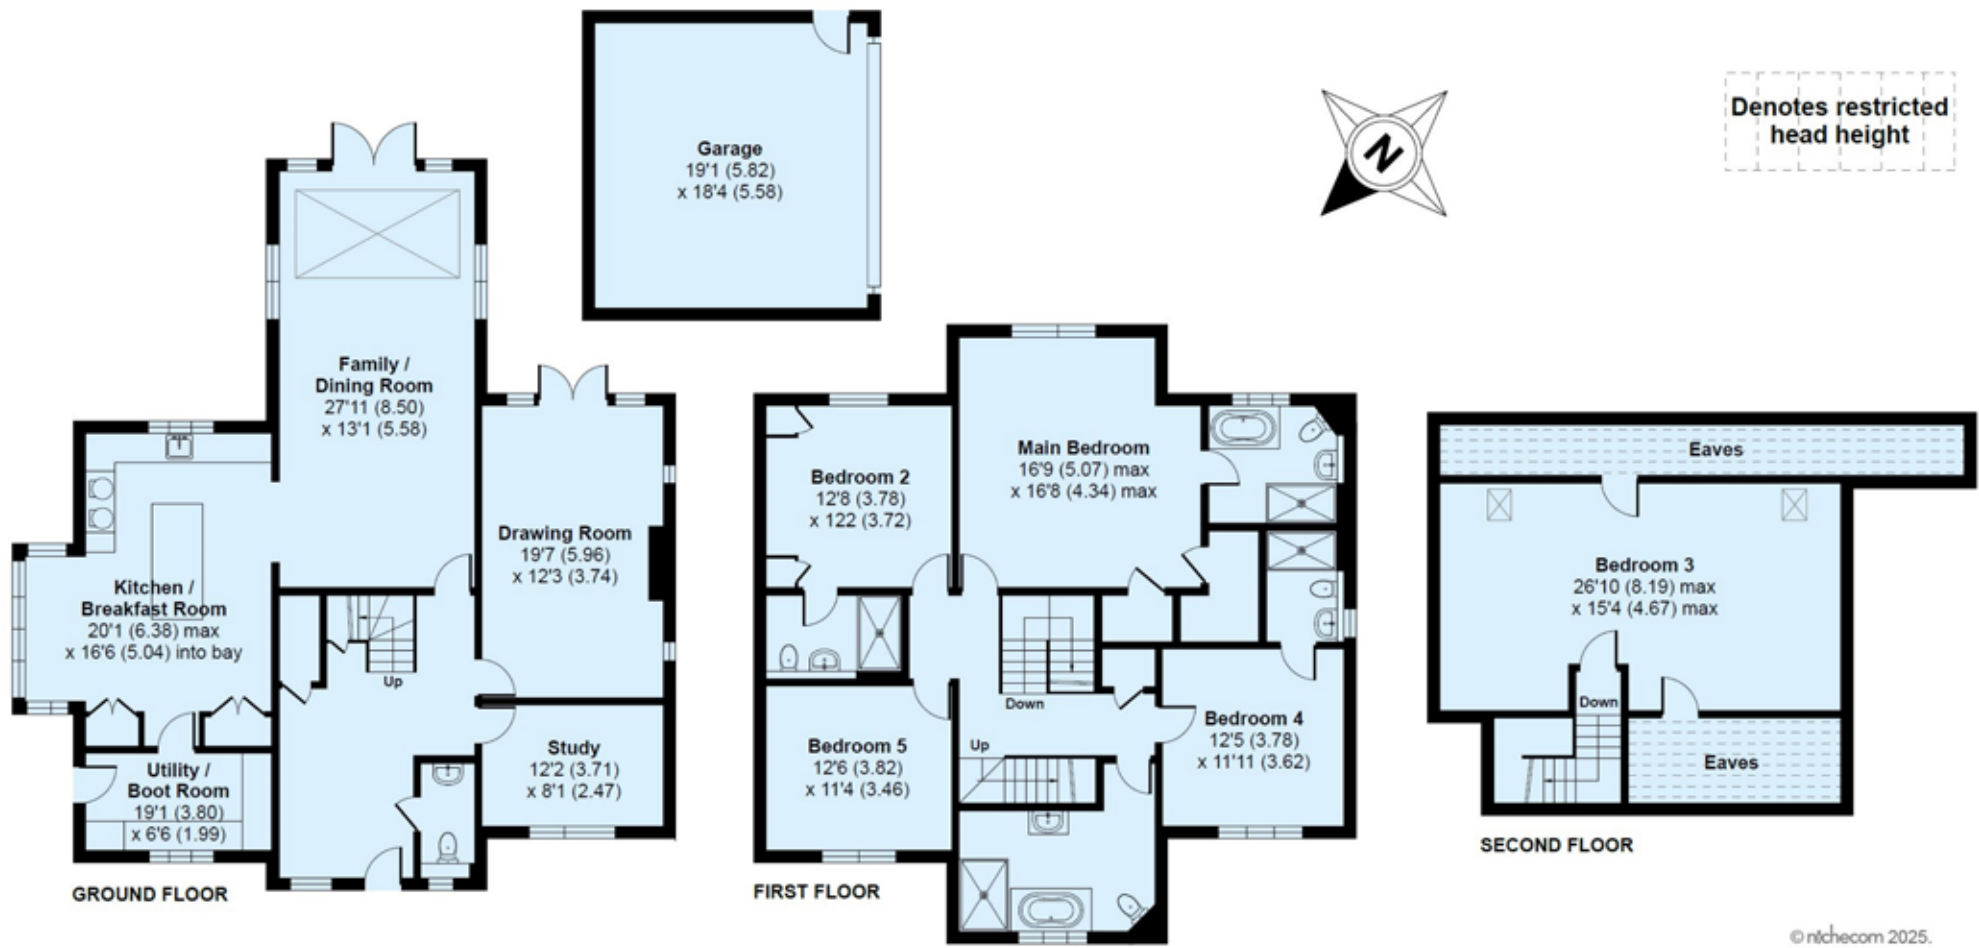 Garage
19'1 (5.82)
x 18'4 (5.58)
N
Denotes restricted
head height
Family /
Dining Room
27'11 (8.50)
x 13'1 (5.58)
Drawing Room
19'7 (5.96)
x 12'3 (3.74)
Kitchen /
Breakfast Room
20'1 (6.38) max
x 16'6 (5.04) into bay
Up
Study
12'2 (3.71)
x 8'1 (2.47)
Utility /
Boot Room
19'1 (3.80)
x 6'6 (1.99)
GROUND FLOOR
Main Bedroom
16'9 (5.07) max
x 16'8 (4.34) max
Bedroom 2
12'8 (3.78)
x 122 (3.72)
Down
Up
Bedroom 4
12'5 (3.78)
x 11'11 (3.62)
Bedroom 5
12'6 (3.82)
x 11'4 (3.46)
FIRST FLOOR
Eaves
Bedroom 3
26'10 (8.19) max
x 15'4 (4.67) max
Down
Eaves
SECOND FLOOR
© ntchecom 2025.